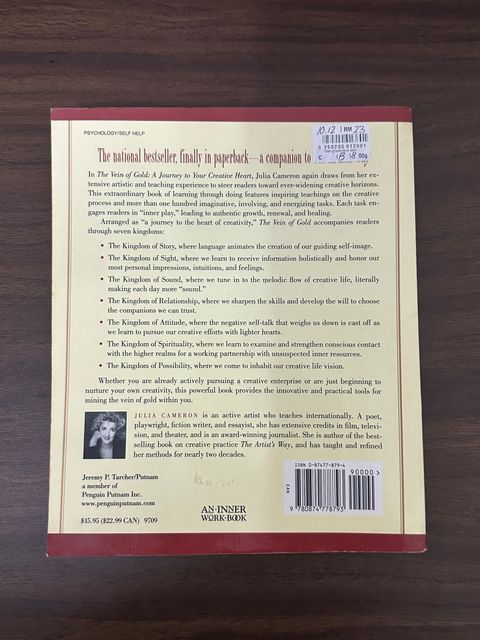 PSYCHOLOGY/SELF HELP
10.12 | RM 23
The national bestseller, finally in paperback—a companion to
In The Vein of Gold: A Journey to Your Creative Heart, Julia Cameron again draws from her ex-
tensive artistic and teaching experience to steer readers toward ever-widening creative horizons.
This extraordinary book of learning through doing features inspiring teachings on the creative
process and more than one hundred imaginative, involving, and energizing tasks. Each task en-
gages readers in “inner play,” leading to authentic growth, renewal, and healing.
Arranged as “a journey to the heart of creativity,” The Vein of Gold accompanies readers
through seven kingdoms:
• The Kingdom of Story, where language animates the creation of our guiding self-image.
• The Kingdom of Sight, where we learn to receive information holistically and honor our
most personal impressions, intuitions, and feelings.
• The Kingdom of Sound, where we tune in to the melodic flow of creative life, literally
making each day more “sound.”
• The Kingdom of Relationship, where we sharpen the skills and develop the will to choose
the companions we can trust.
• The Kingdom of Attitude, where the negative self-talk that weighs us down is cast off as
we learn to pursue our creative efforts with lighter hearts.
• The Kingdom of Spirituality, where we learn to examine and strengthen conscious contact
with the higher realms for a working partnership with unsuspected inner resources.
• The Kingdom of Possibility, where we come to inhabit our creative life vision.
Whether you are already actively pursuing a creative enterprise or are just beginning to
nurture your own creativity, this powerful book provides the innovative and practical tools for
mining the vein of gold within you.
JULIA CAMERON is an active artist who teaches internationally. A poet,
playwright, fiction writer, and essayist, she has extensive credits in film, tele-
vision, and theater, and is an award-winning journalist. She is author of the best-
selling book on creative practice The Artist's Way, and has taught and refined
her methods for nearly two decades.
Jeremy P. Tarcher/Putnam
a member of
Penguin Putnam Inc.
www.penguinputnam.com
$15.95 ($22.99 CAN) 9709
AN·INNER
WORK·BOOK
ISBN 0-87477-879-4
90000>
EAN
9 780874 778793